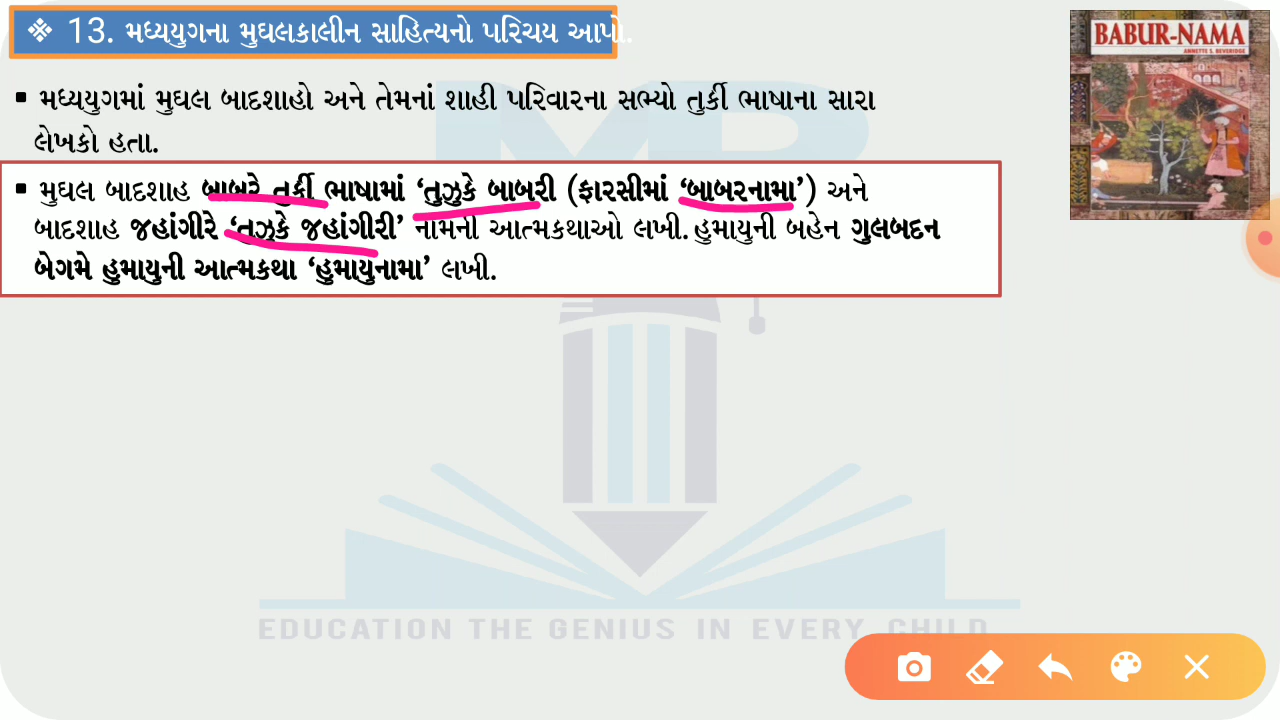 ❖ 13. મધ્યયુગના મુઘલકાલીન સાહિત્યનો પરિચય આપો.
BABUR-NAMA
ANNETTE S. BEVERIDGE
▪ મધ્યયુગમાં મુઘલ બાદશાહો અને તેમનાં શાહી પરિવારના સભ્યો તુર્કી ભાષાના સારા
લેખકો હતા.
▪ મુઘલ બાદશાહ બાબરે તુર્કી ભાષામાં ‘તુઝુકે બાબરી (ફારસીમાં ‘બાબરનામા’) અને
બાદશાહ જહાંગીરે ‘તુઝુકે જહાંગીરી’ નામની આત્મકથાઓ લખી. હુમાયુની બહેન ગુલબદન
બેગમે હુમાયુની આત્મકથા ‘હુમાયુનામા’ લખી.
EDUCATION THE GENIUS IN EVERY CHILD